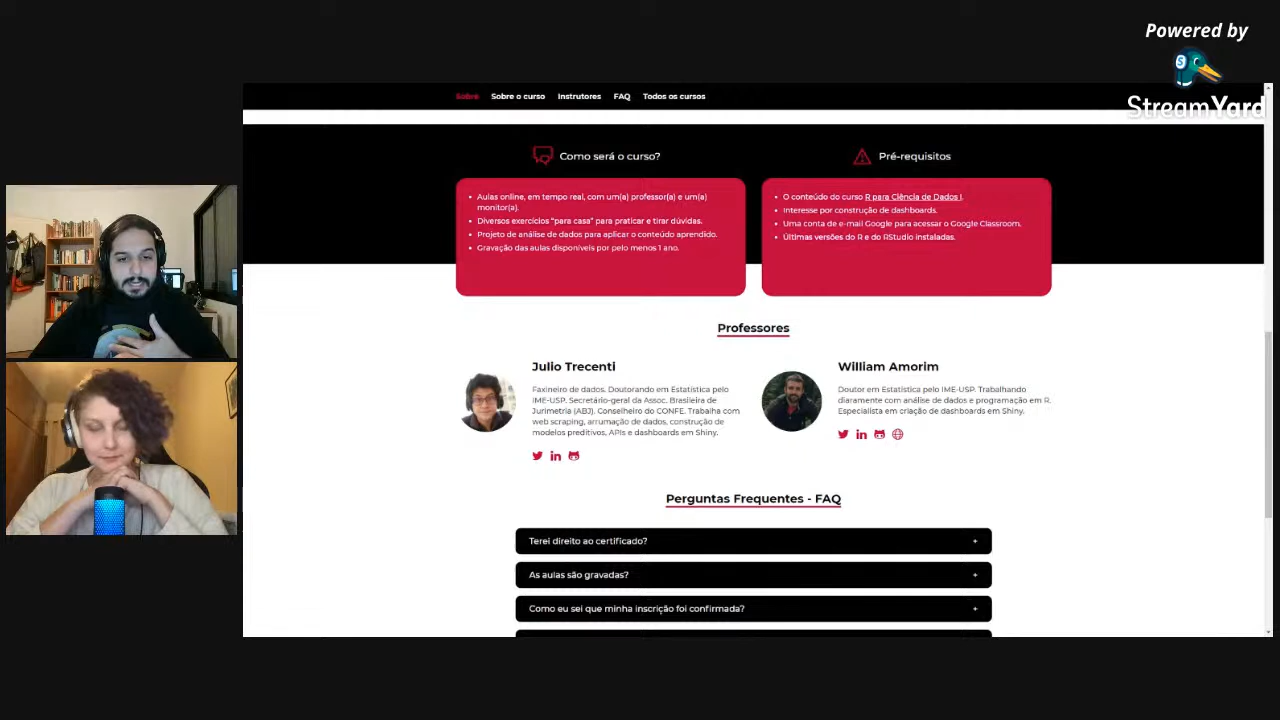 Powered by
StreamYard
Sobre Sobre o curso Instrutores FAQ Todos os cursos
Como será o curso?
• Aulas online, em tempo real, com um(a) professor(a) e um(a)
monitor(a).
• Diversos exercícios "para casa" para praticar e tirar dúvidas.
• Projeto de análise de dados para aplicar o conteúdo aprendido.
• Gravação das aulas disponíveis por pelo menos 1 ano.
Pré-requisitos
• O conteúdo do curso R para Ciência de Dados I.
• Interesse por construção de dashboards.
• Uma conta de e-mail Google para acessar o Google Classroom.
• Últimas versões do R e do RStudio instaladas.
Professores
Julio Trecenti
Faxineiro de dados. Doutorando em Estatística pelo
IME-USP. Secretário-geral da Assoc. Brasileira de
Jurimetria (ABJ). Conselheiro do CONFE. Trabalha com
web scraping, arrumação de dados, construção de
modelos preditivos, APIs e dashboards em Shiny.
William Amorim
Doutor em Estatística pelo IME-USP. Trabalhando
diaramente com análise de dados e programação em R.
Especialista em criação de dashboards em Shiny.
Perguntas Frequentes - FAQ
Terei direito ao certificado? +
As aulas são gravadas? +
Como eu sei que minha inscrição foi confirmada? +